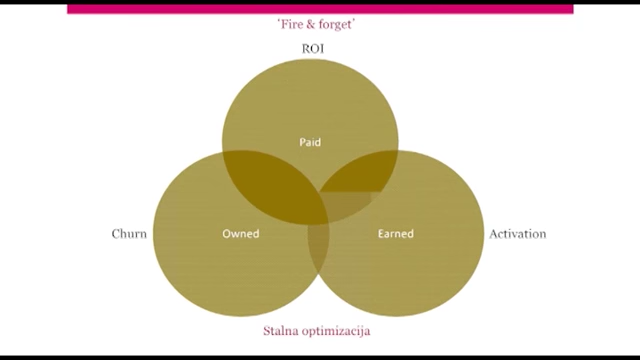 ‘Fire & forget’
ROI
Paid
Churn
Owned
Earned
Activation
Stalna optimizacija